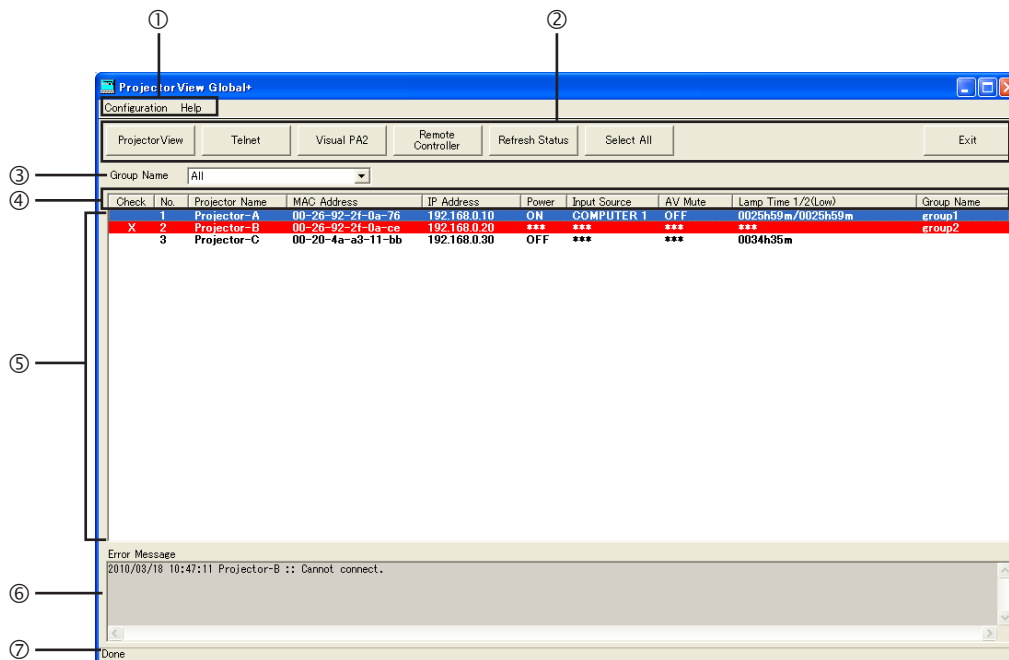 ① ②
ProjectorView Global+
Configuration Help
ProjectorView Telnet Visual PA2 Remote Controller Refresh Status Select All Exit
③ Group Name All
④ Check No. Projector Name MAC Address IP Address Power Input Source AV Mute Lamp Time 1/2(Low) Group Name
1 Projector-A 00-26-92-2f-0a-76 192.168.0.10 ON COMPUTER 1 OFF 0025h59m/0025h59m group1
X 2 Projector-B 00-26-92-2f-0a-ce 192.168.0.20 *** *** *** *** group2
3 Projector-C 00-20-4a-a3-11-bb 192.168.0.30 OFF *** *** 0034h35m
⑤
Error Message
2010/03/18 10:47:11 Projector-B :: Cannot connect.
⑥
⑦ Done